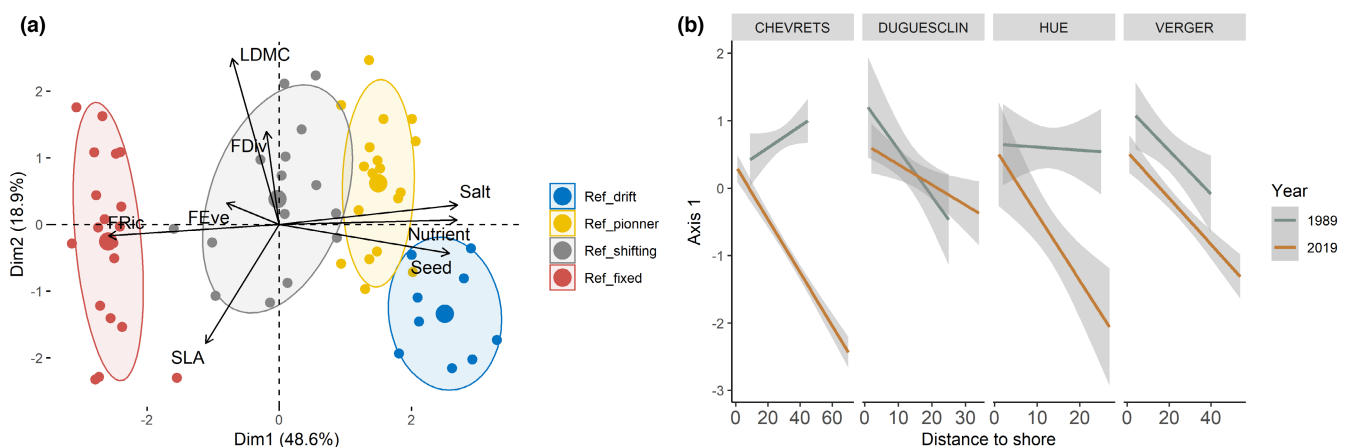 (a)
LDMC
FDiv
FRic
FEve
Salt
Nutrient
Seed
SLA
2
1
0
-1
-2
Dim2 (18.9%)
-2 0 2
Dim1 (48.6%)
Ref_drift
Ref_pionner
Ref_shifting
Ref_fixed
(b)
CHEVRETS DUGUESCLIN HUE VERGER
2
1
0
-1
-2
-3
Axis 1
0 20 40 60 0 10 20 30 0 10 20 0 20 40
Distance to shore
Year
1989
2019